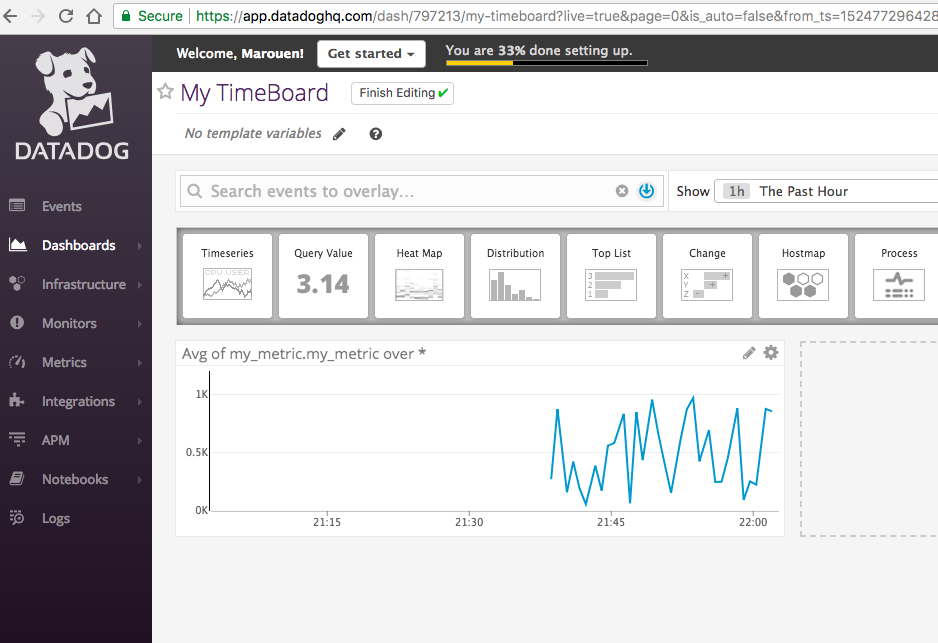 Secure | https://app.datadoghq.com/dash/797213/my-timeboard?live=true&page=0&is_auto=false&from_ts=152477296428
Welcome, Marouen!
Get started
You are 33% done setting up.
DATADOG
My TimeBoard
Finish Editing
No template variables
?
Search events to overlay...
Show
1h The Past Hour
Events
Dashboards
Infrastructure
Monitors
Metrics
Integrations
APM
Notebooks
Logs
Timeseries
CPU.USER
Query Value
3.14
Heat Map
Distribution
Top List
3
2
1
Change
X +
Y +
Z -
Hostmap
Process
Avg of my_metric.my_metric over *
1K
0.5K
0K
21:15 21:30 21:45 22:00